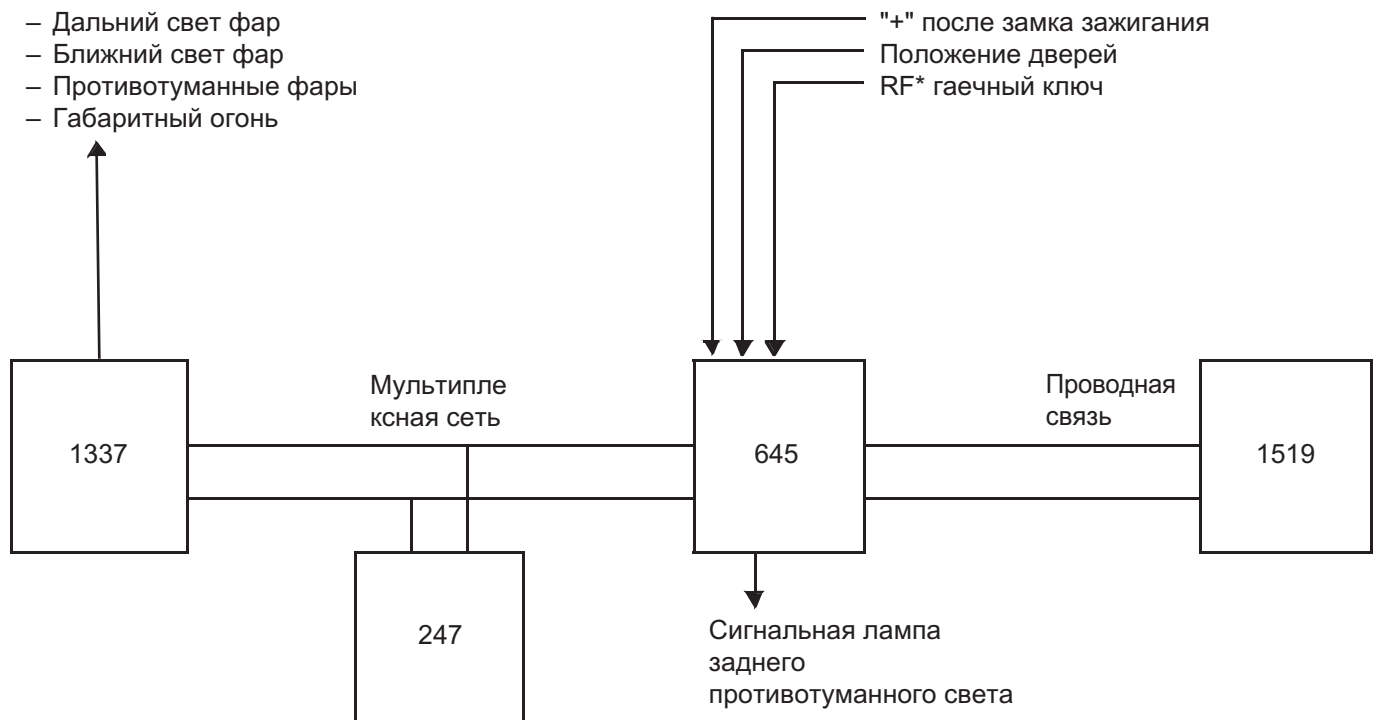 – Дальний свет фар
– Ближний свет фар
– Противотуманные фары
– Габаритный огонь
"+" после замка зажигания
Положение дверей
RF* гаечный ключ
Мультипле
ксная сеть
Проводная
связь
1337
645
1519
247
Сигнальная лампа
заднего
противотуманного света